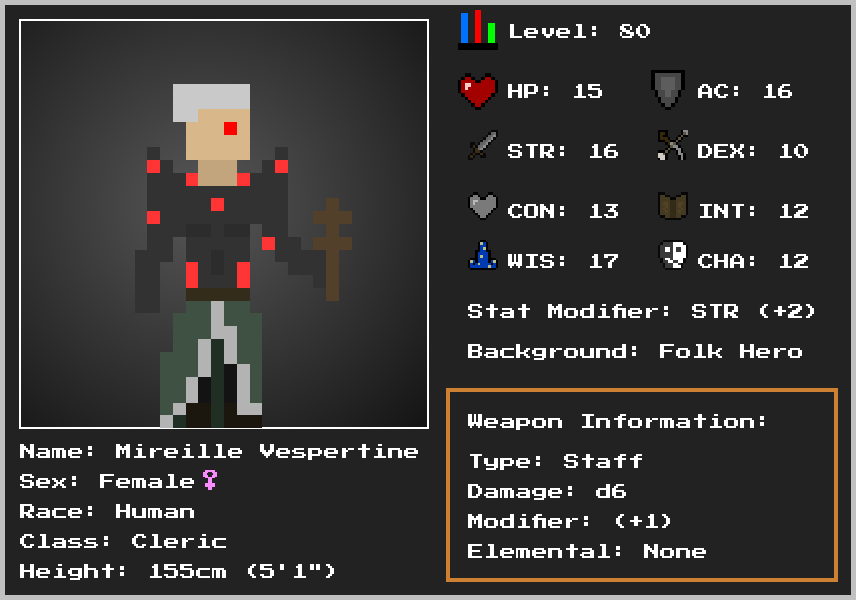 Level: 80
HP: 15
AC: 16
STR: 16
DEX: 10
CON: 13
INT: 12
WIS: 17
CHA: 12
Stat Modifier: STR (+2)
Background: Folk Hero
Weapon Information:
Type: Staff
Damage: d6
Modifier: (+1)
Elemental: None
Name: Mireille Vespertine
Sex: Female♀
Race: Human
Class: Cleric
Height: 155cm (5'1")